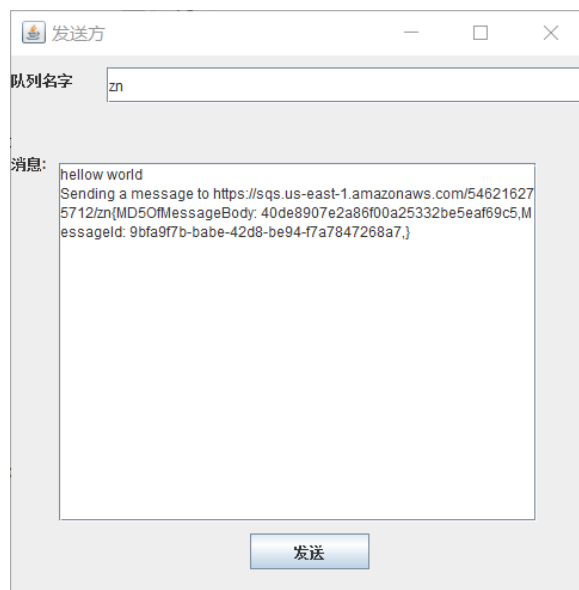 发送方
队列名字
zn
消息:
hellow world
Sending a message to https://sqs.us-east-1.amazonaws.com/54621627
5712/zn{MD5OfMessageBody: 40de8907e2a86f00a25332be5eaf69c5,M
essageId: 9bfa9f7b-babe-42d8-be94-f7a7847268a7,}
发送